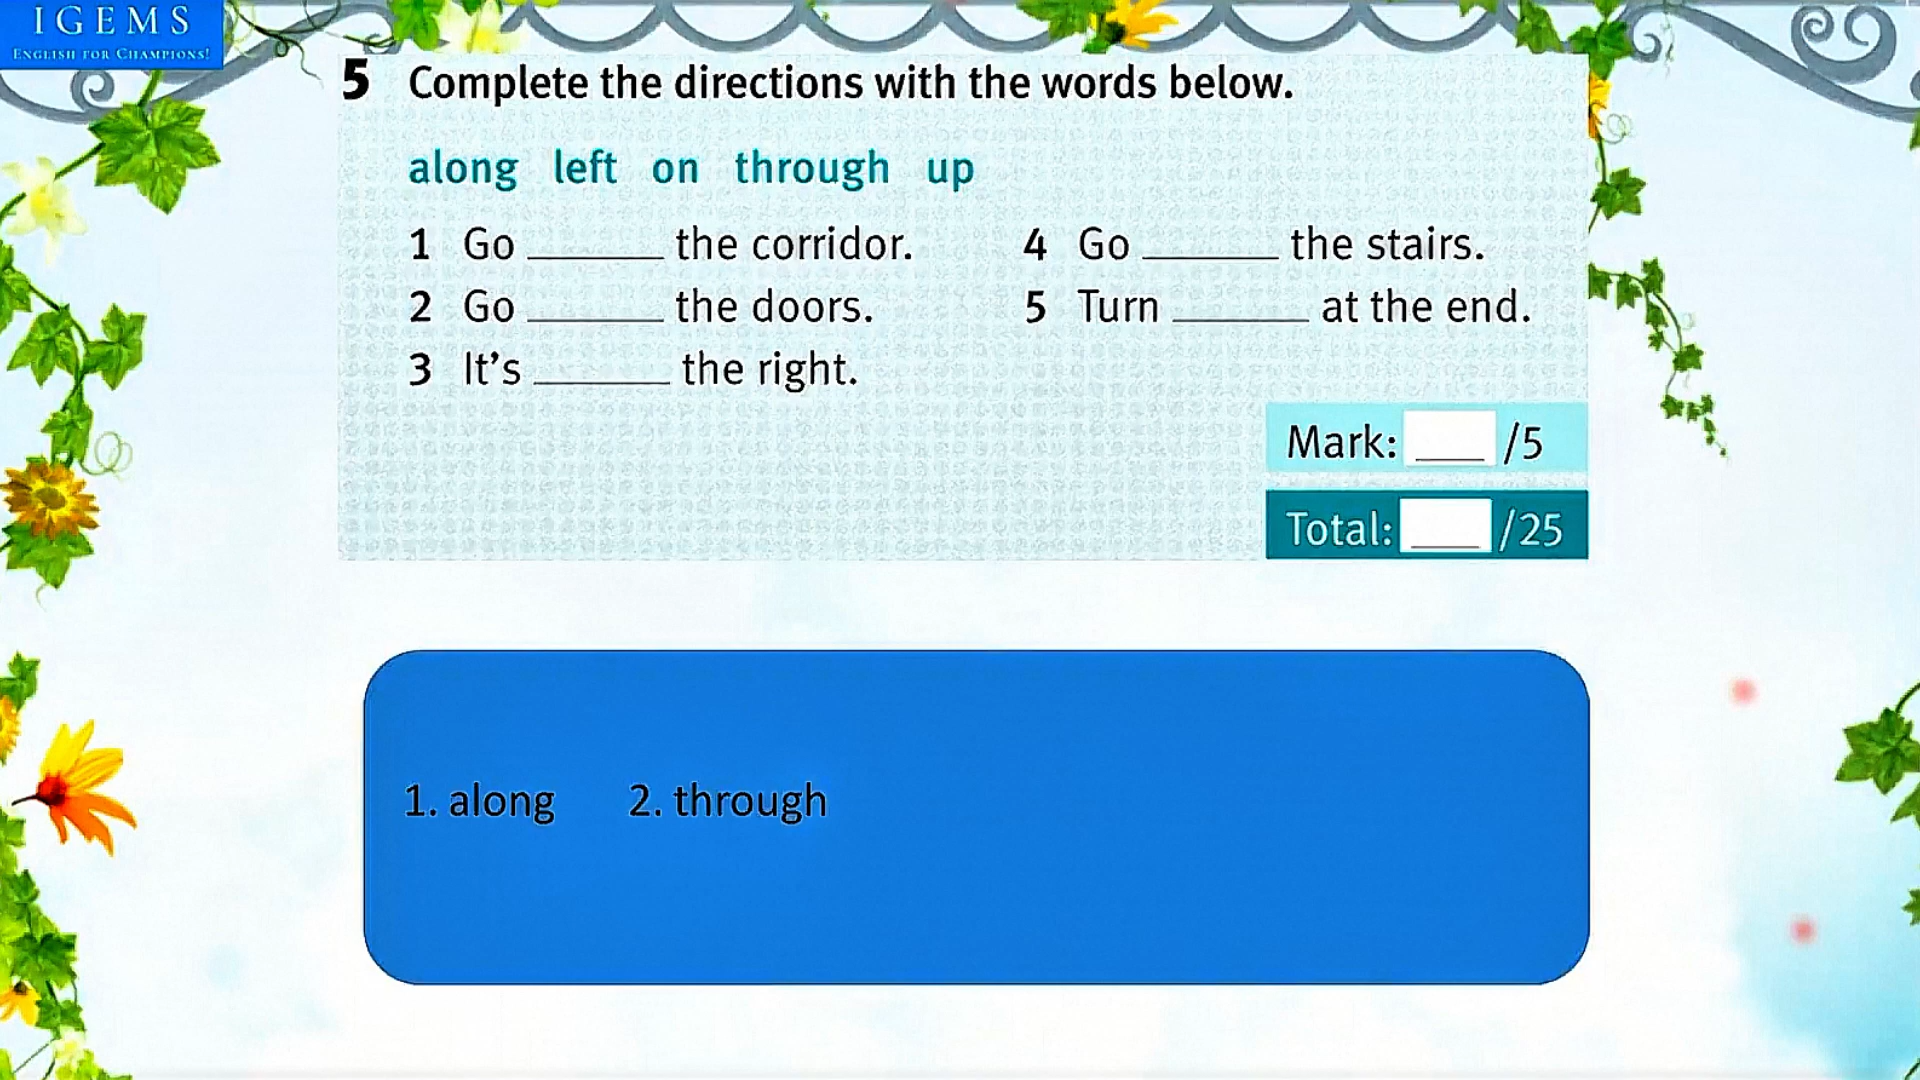 IGEMS
ENGLISH FOR CHAMPIONS!
5 Complete the directions with the words below.
along left on through up
1 Go ______ the corridor.
2 Go ______ the doors.
3 It's ______ the right.
4 Go ______ the stairs.
5 Turn ______ at the end.
Mark: ___ /5
Total: ___ /25
1. along 2. through